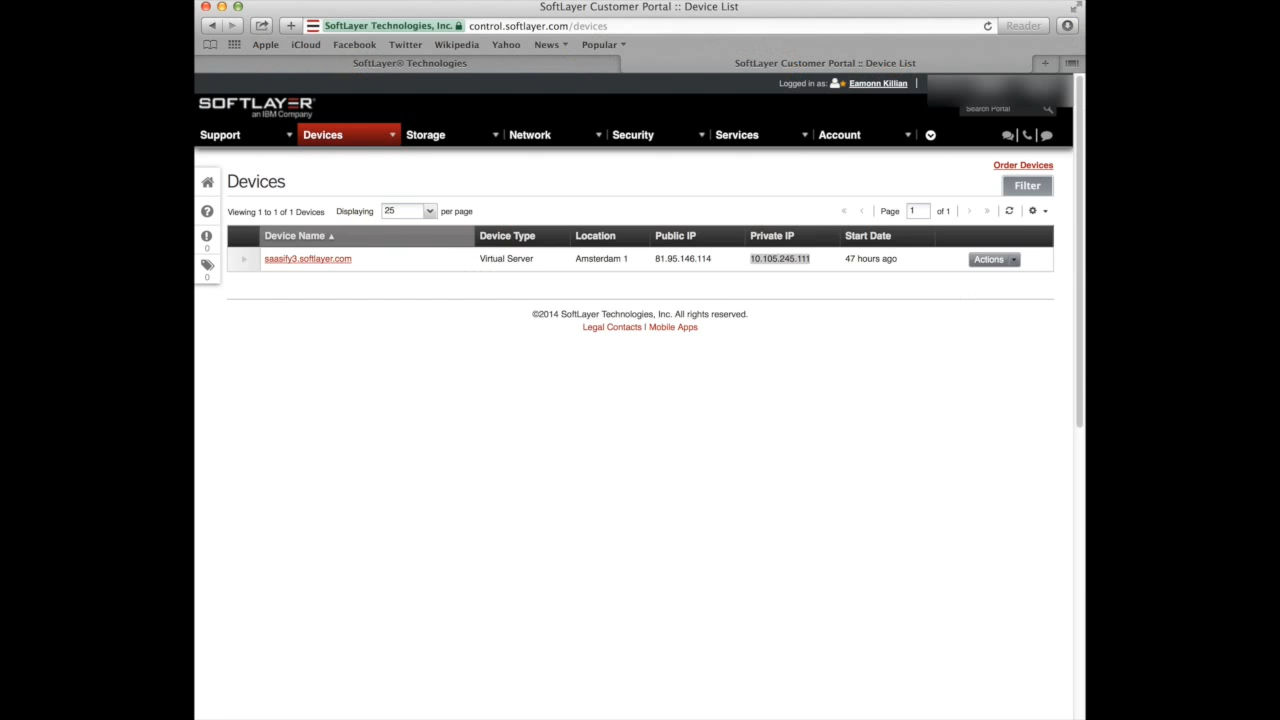 SoftLayer Customer Portal :: Device List
SoftLayer Technologies, Inc. control.softlayer.com/devices Reader
Apple iCloud Facebook Twitter Wikipedia Yahoo News Popular
SoftLayer® Technologies SoftLayer Customer Portal :: Device List +
Logged in as: Eamonn Killian
SOFTLAYER
an IBM Company
Search Portal
Support Devices Storage Network Security Services Account
Order Devices
Devices
Filter
Viewing 1 to 1 of 1 Devices Displaying 25 per page « ‹ Page 1 of 1 › »
Device Name ▲ Device Type Location Public IP Private IP Start Date
0
saasify3.softlayer.com Virtual Server Amsterdam 1 81.95.146.114 10.105.245.111 47 hours ago Actions
0
©2014 SoftLayer Technologies, Inc. All rights reserved.
Legal Contacts | Mobile Apps